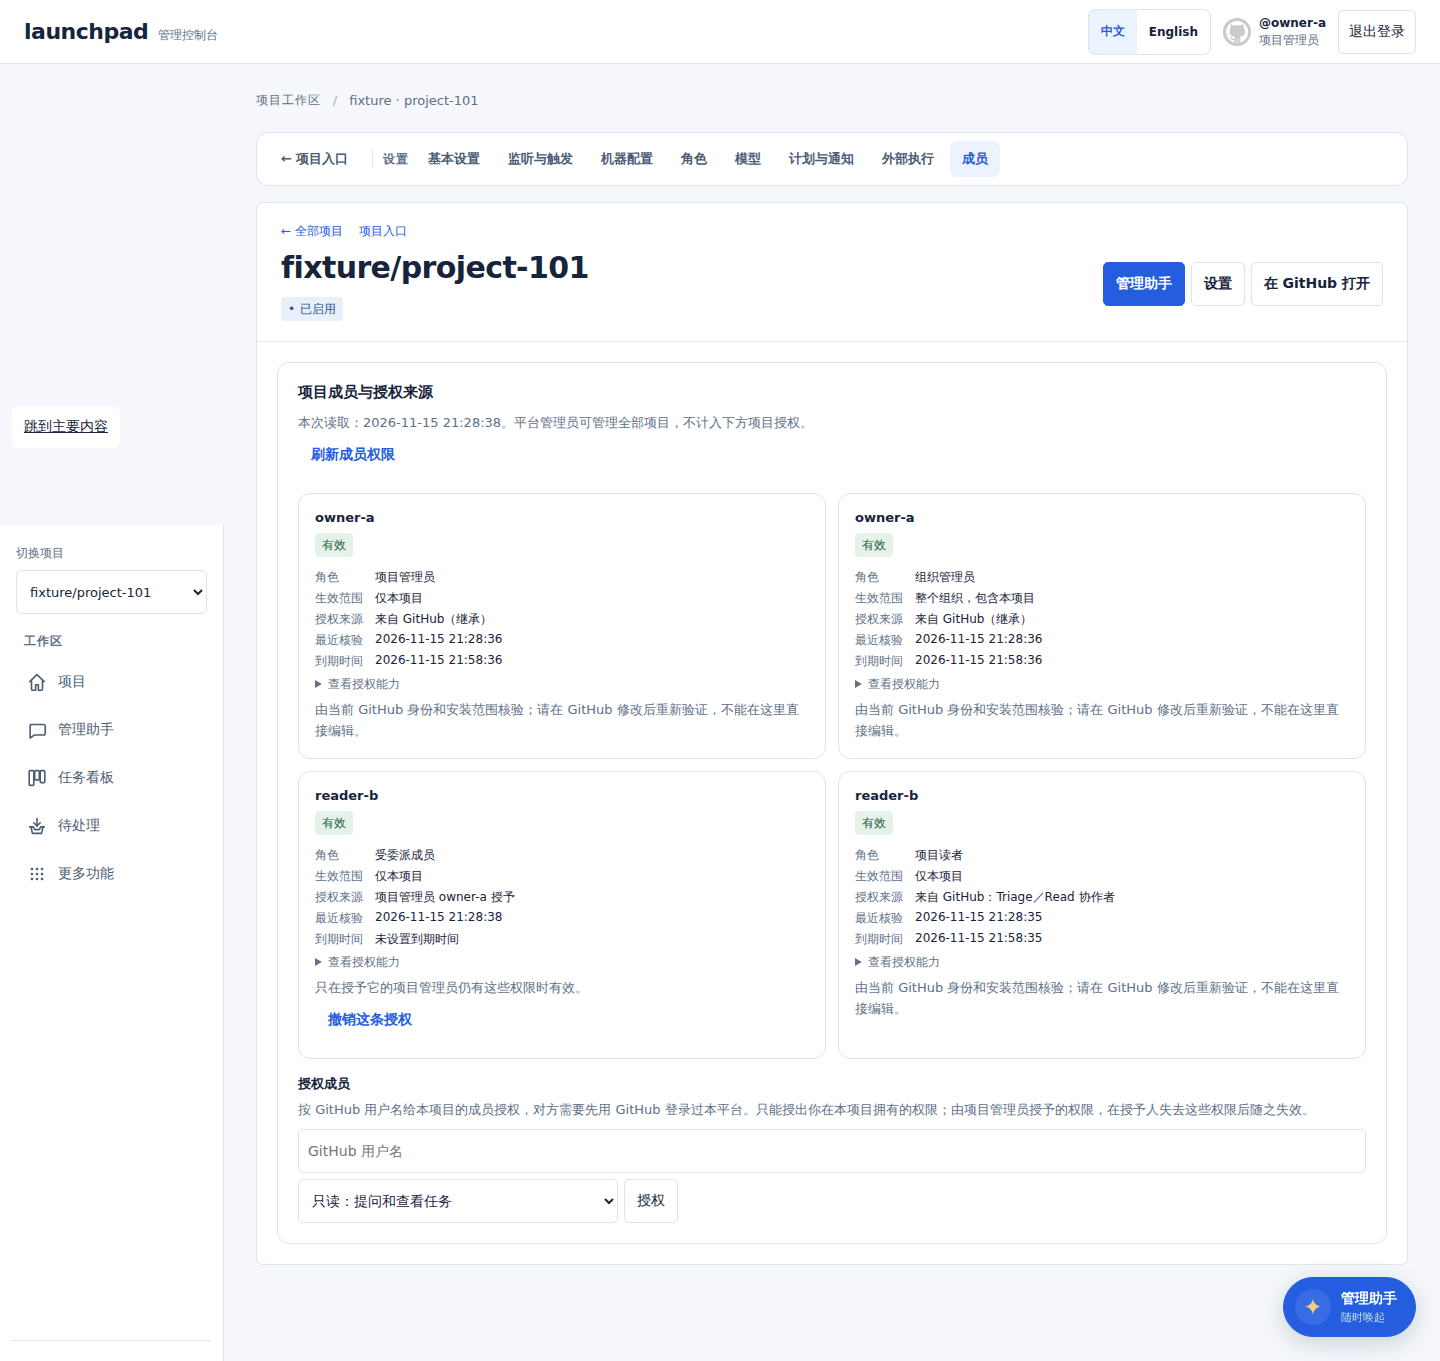 launchpad 管理控制台
中文 English
@owner-a
项目管理员
退出登录
项目工作区 / fixture · project-101
← 项目入口 设置 基本设置 监听与触发 机器配置 角色 模型 计划与通知 外部执行 成员
← 全部项目 项目入口
fixture/project-101
• 已启用
管理助手 设置 在 GitHub 打开
跳到主要内容
切换项目
fixture/project-101
工作区
项目
管理助手
任务看板
待处理
更多功能
项目成员与授权来源
本次读取：2026-11-15 21:28:38。平台管理员可管理全部项目，不计入下方项目授权。
刷新成员权限
owner-a
有效
角色 项目管理员
生效范围 仅本项目
授权来源 来自 GitHub（继承）
最近核验 2026-11-15 21:28:36
到期时间 2026-11-15 21:58:36
▶ 查看授权能力
由当前 GitHub 身份和安装范围核验；请在 GitHub 修改后重新验证，不能在这里直
接编辑。
owner-a
有效
角色 组织管理员
生效范围 整个组织，包含本项目
授权来源 来自 GitHub（继承）
最近核验 2026-11-15 21:28:36
到期时间 2026-11-15 21:58:36
▶ 查看授权能力
由当前 GitHub 身份和安装范围核验；请在 GitHub 修改后重新验证，不能在这里直
接编辑。
reader-b
有效
角色 受委派成员
生效范围 仅本项目
授权来源 项目管理员 owner-a 授予
最近核验 2026-11-15 21:28:38
到期时间 未设置到期时间
▶ 查看授权能力
只在授予它的项目管理员仍有这些权限时有效。
撤销这条授权
reader-b
有效
角色 项目读者
生效范围 仅本项目
授权来源 来自 GitHub：Triage／Read 协作者
最近核验 2026-11-15 21:28:35
到期时间 2026-11-15 21:58:35
▶ 查看授权能力
由当前 GitHub 身份和安装范围核验；请在 GitHub 修改后重新验证，不能在这里直
接编辑。
授权成员
按 GitHub 用户名给本项目的成员授权，对方需要先用 GitHub 登录过本平台。只能授出你在本项目拥有的权限；由项目管理员授予的权限，在授予人失去这些权限后随之失效。
GitHub 用户名
只读：提问和查看任务 授权
管理助手
随时唤起